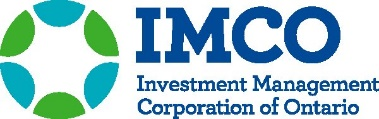 IMCO
Investment Management
Corporation of Ontario